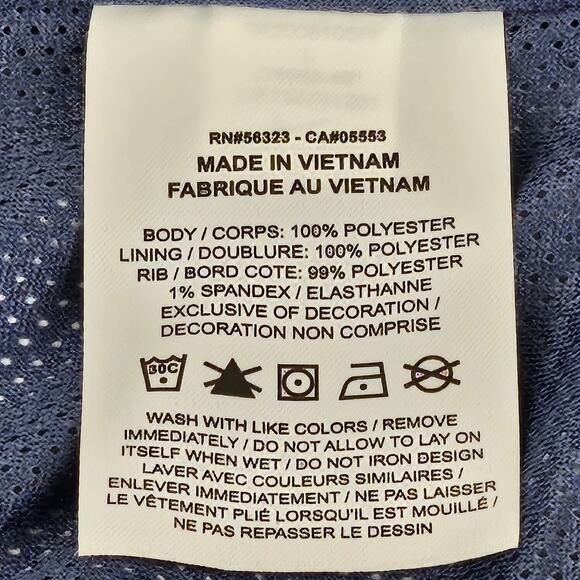 RN#56323 - CA#05553
MADE IN VIETNAM
FABRIQUE AU VIETNAM
BODY / CORPS: 100% POLYESTER
LINING / DOUBLURE: 100% POLYESTER
RIB / BORD COTE: 99% POLYESTER
1% SPANDEX / ELASTHANNE
EXCLUSIVE OF DECORATION /
DECORATION NON COMPRISE
30C
WASH WITH LIKE COLORS / REMOVE
IMMEDIATELY / DO NOT ALLOW TO LAY ON
ITSELF WHEN WET / DO NOT IRON DESIGN
LAVER AVEC COULEURS SIMILAIRES /
ENLEVER IMMEDIATEMENT / NE PAS LAISSER
LE VÊTEMENT PLIÉ LORSQU'IL EST MOUILLÉ /
NE PAS REPASSER LE DESSIN